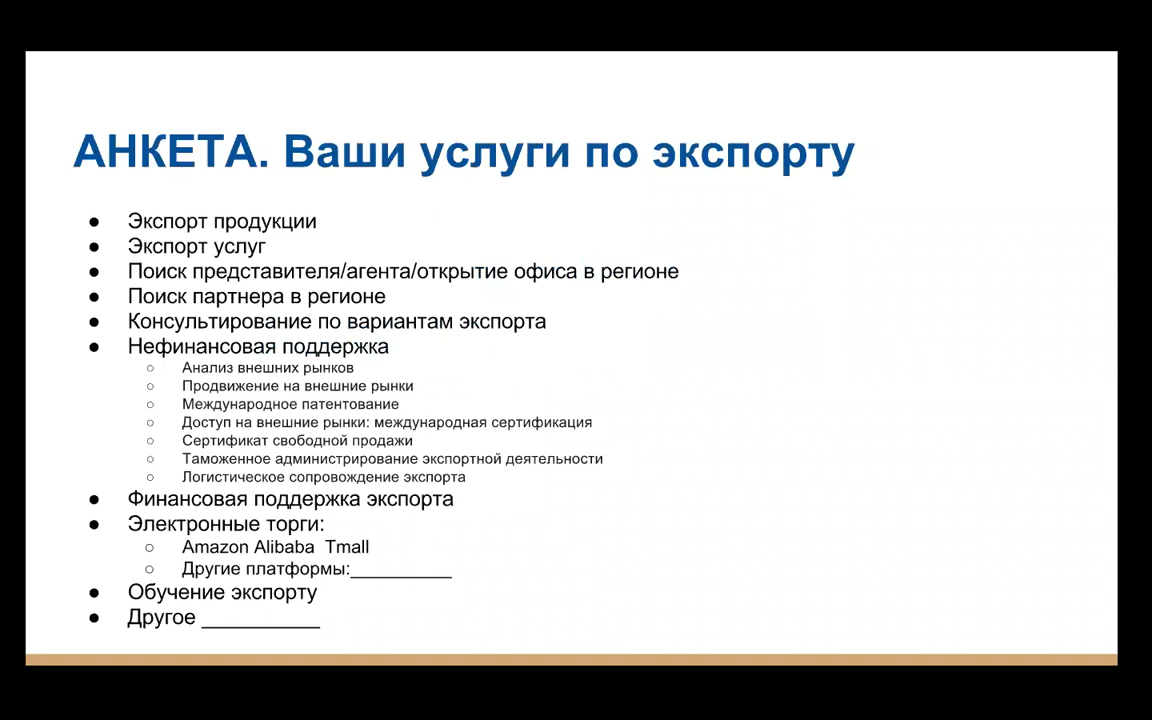 АНКЕТА. Ваши услуги по экспорту
● Экспорт продукции
● Экспорт услуг
● Поиск представителя/агента/открытие офиса в регионе
● Поиск партнера в регионе
● Консультирование по вариантам экспорта
● Нефинансовая поддержка
○ Анализ внешних рынков
○ Продвижение на внешние рынки
○ Международное патентование
○ Доступ на внешние рынки: международная сертификация
○ Сертификат свободной продажи
○ Таможенное администрирование экспортной деятельности
○ Логистическое сопровождение экспорта
● Финансовая поддержка экспорта
● Электронные торги:
○ Amazon Alibaba  Tmall
○ Другие платформы:__________
● Обучение экспорту
● Другое __________